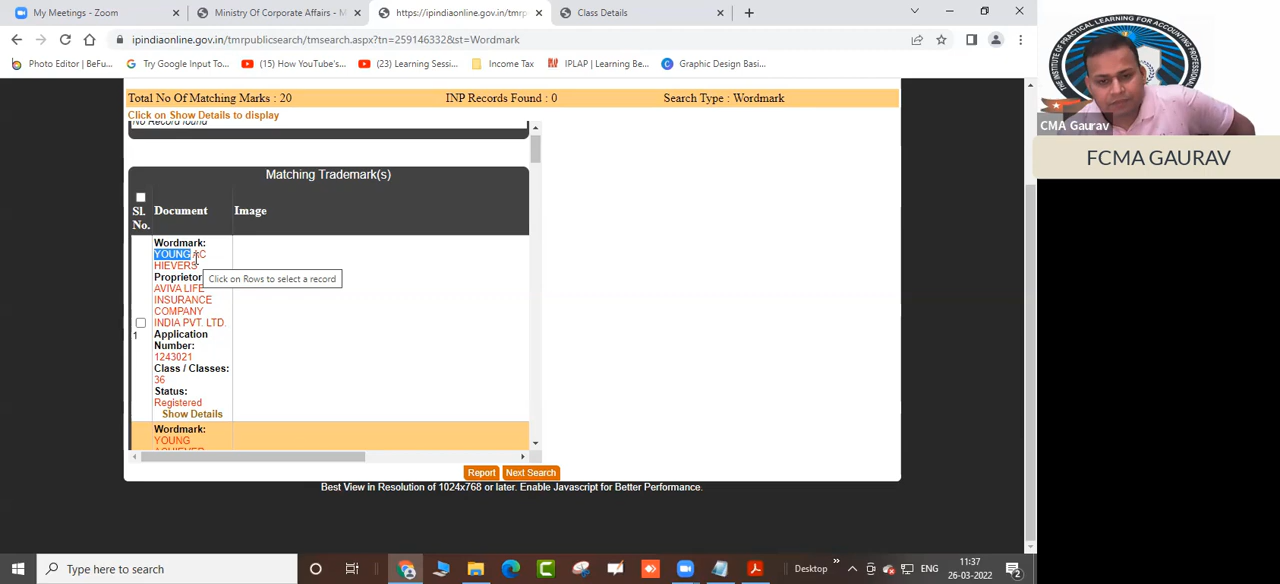 My Meetings - Zoom
Ministry Of Corporate Affairs - M
https://ipindiaonline.gov.in/tmrp
Class Details
ipindiaonline.gov.in/tmrpublicsearch/tmsearch.aspx?tn=259146332&st=Wordmark
Photo Editor | BeFu...
Try Google Input To...
(15) How YouTube's...
(23) Learning Sessi...
Income Tax
IPLAP | Learning Be...
Graphic Design Basi...
Total No Of Matching Marks : 20
INP Records Found : 0
Search Type : Wordmark
Click on Show Details to display
No Record found
Matching Trademark(s)
Sl. No.
Document
Image
Wordmark:
YOUNG AC
HIEVERS
Proprietor
AVIVA LIFE
INSURANCE
COMPANY
INDIA PVT. LTD.
Application
Number:
1243021
Class / Classes:
36
Status:
Registered
Show Details
1
Click on Rows to select a record
Wordmark:
YOUNG
ACHIEVER
Report
Next Search
Best View in Resolution of 1024x768 or later. Enable Javascript for Better Performance.
CMA Gaurav
FCMA GAURAV
Type here to search
Desktop
ENG
11:37
26-03-2022
2